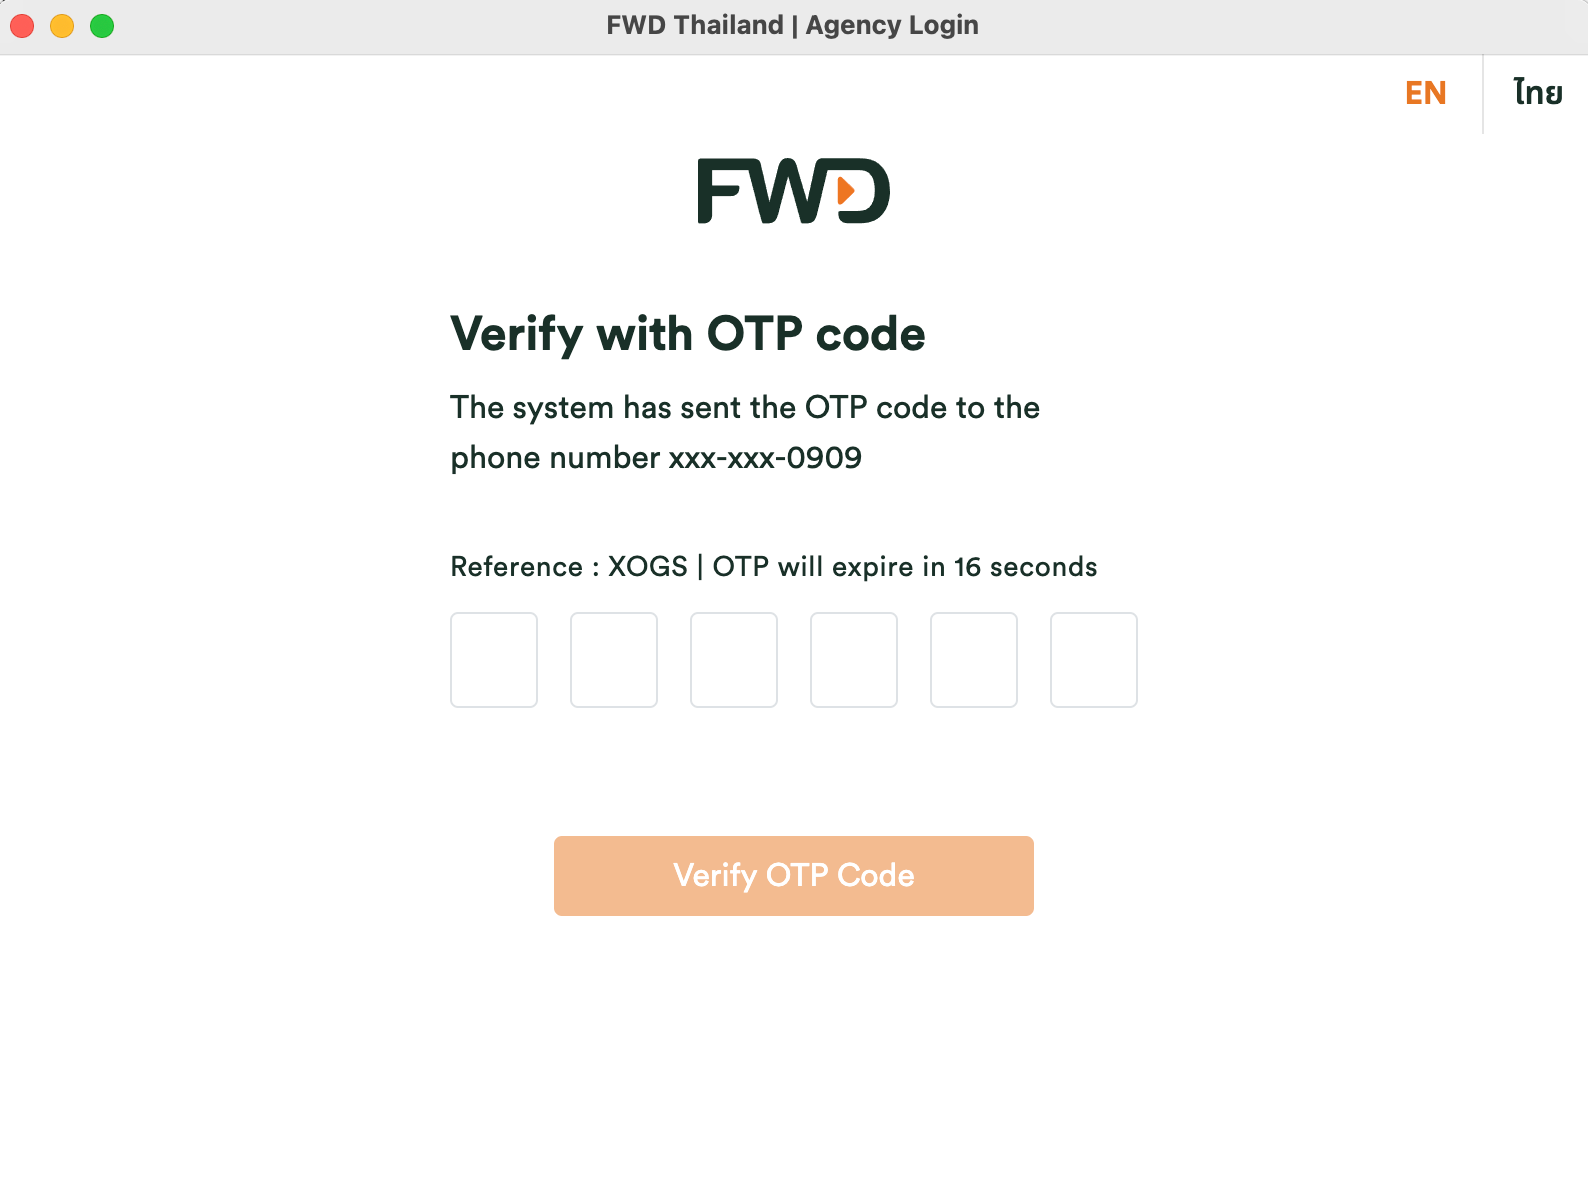 FWD Thailand | Agency Login
EN
ไทย
FWD
Verify with OTP code
The system has sent the OTP code to the
phone number xxx-xxx-0909
Reference : XOGS | OTP will expire in 16 seconds
Verify OTP Code